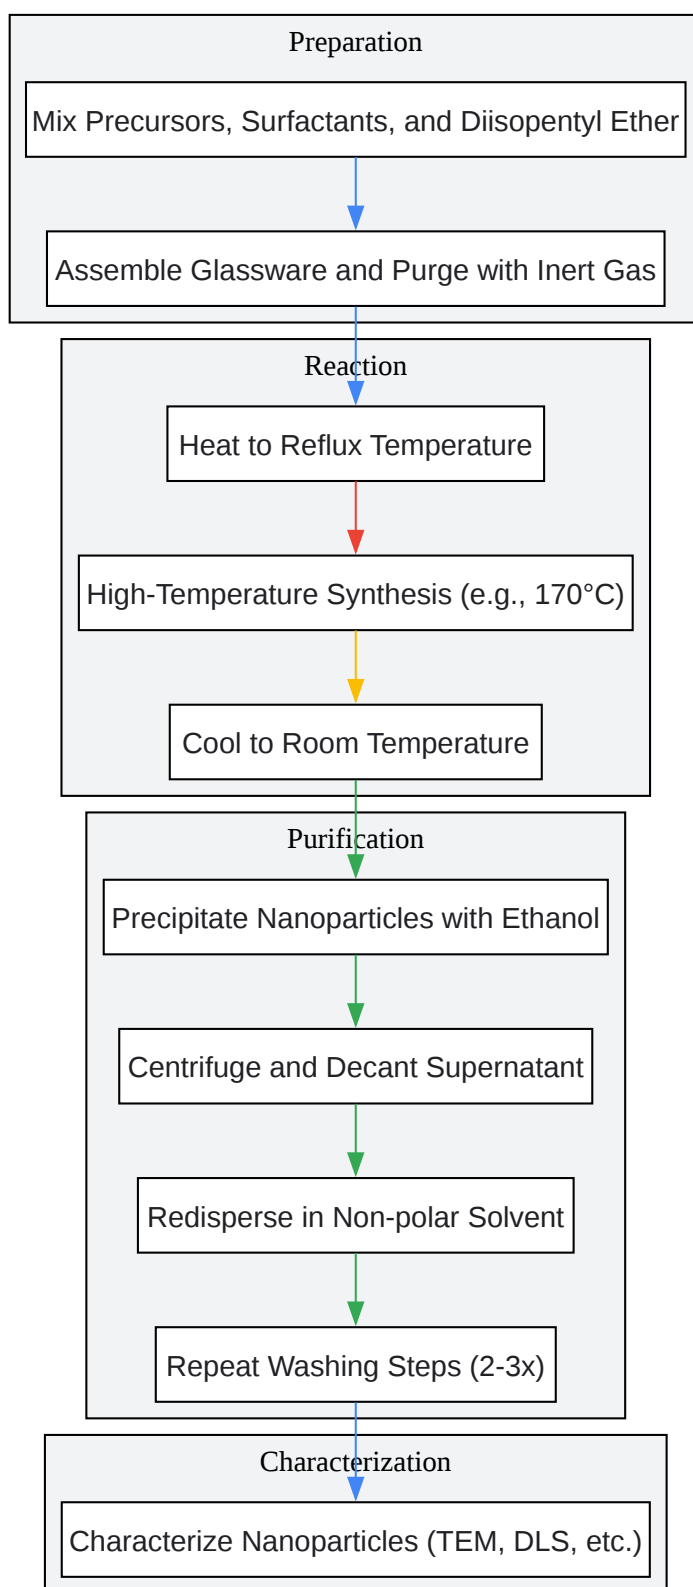 Preparation
Mix Precursors, Surfactants, and Diisopentyl Ether
Assemble Glassware and Purge with Inert Gas
Reaction
Heat to Reflux Temperature
High-Temperature Synthesis (e.g., 170°C)
Cool to Room Temperature
Purification
Precipitate Nanoparticles with Ethanol
Centrifuge and Decant Supernatant
Redisperse in Non-polar Solvent
Repeat Washing Steps (2-3x)
Characterization
Characterize Nanoparticles (TEM, DLS, etc.)